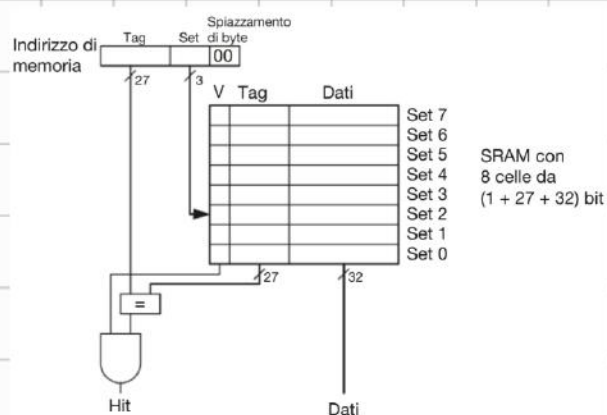 Spiazzamento
Indirizzo di Tag Set di byte
memoria 00
27 3
V Tag Dati
Set 7
Set 6
Set 5 SRAM con
Set 4 8 celle da
Set 3 (1 + 27 + 32) bit
Set 2
Set 1
Set 0
27 32
=
Hit Dati